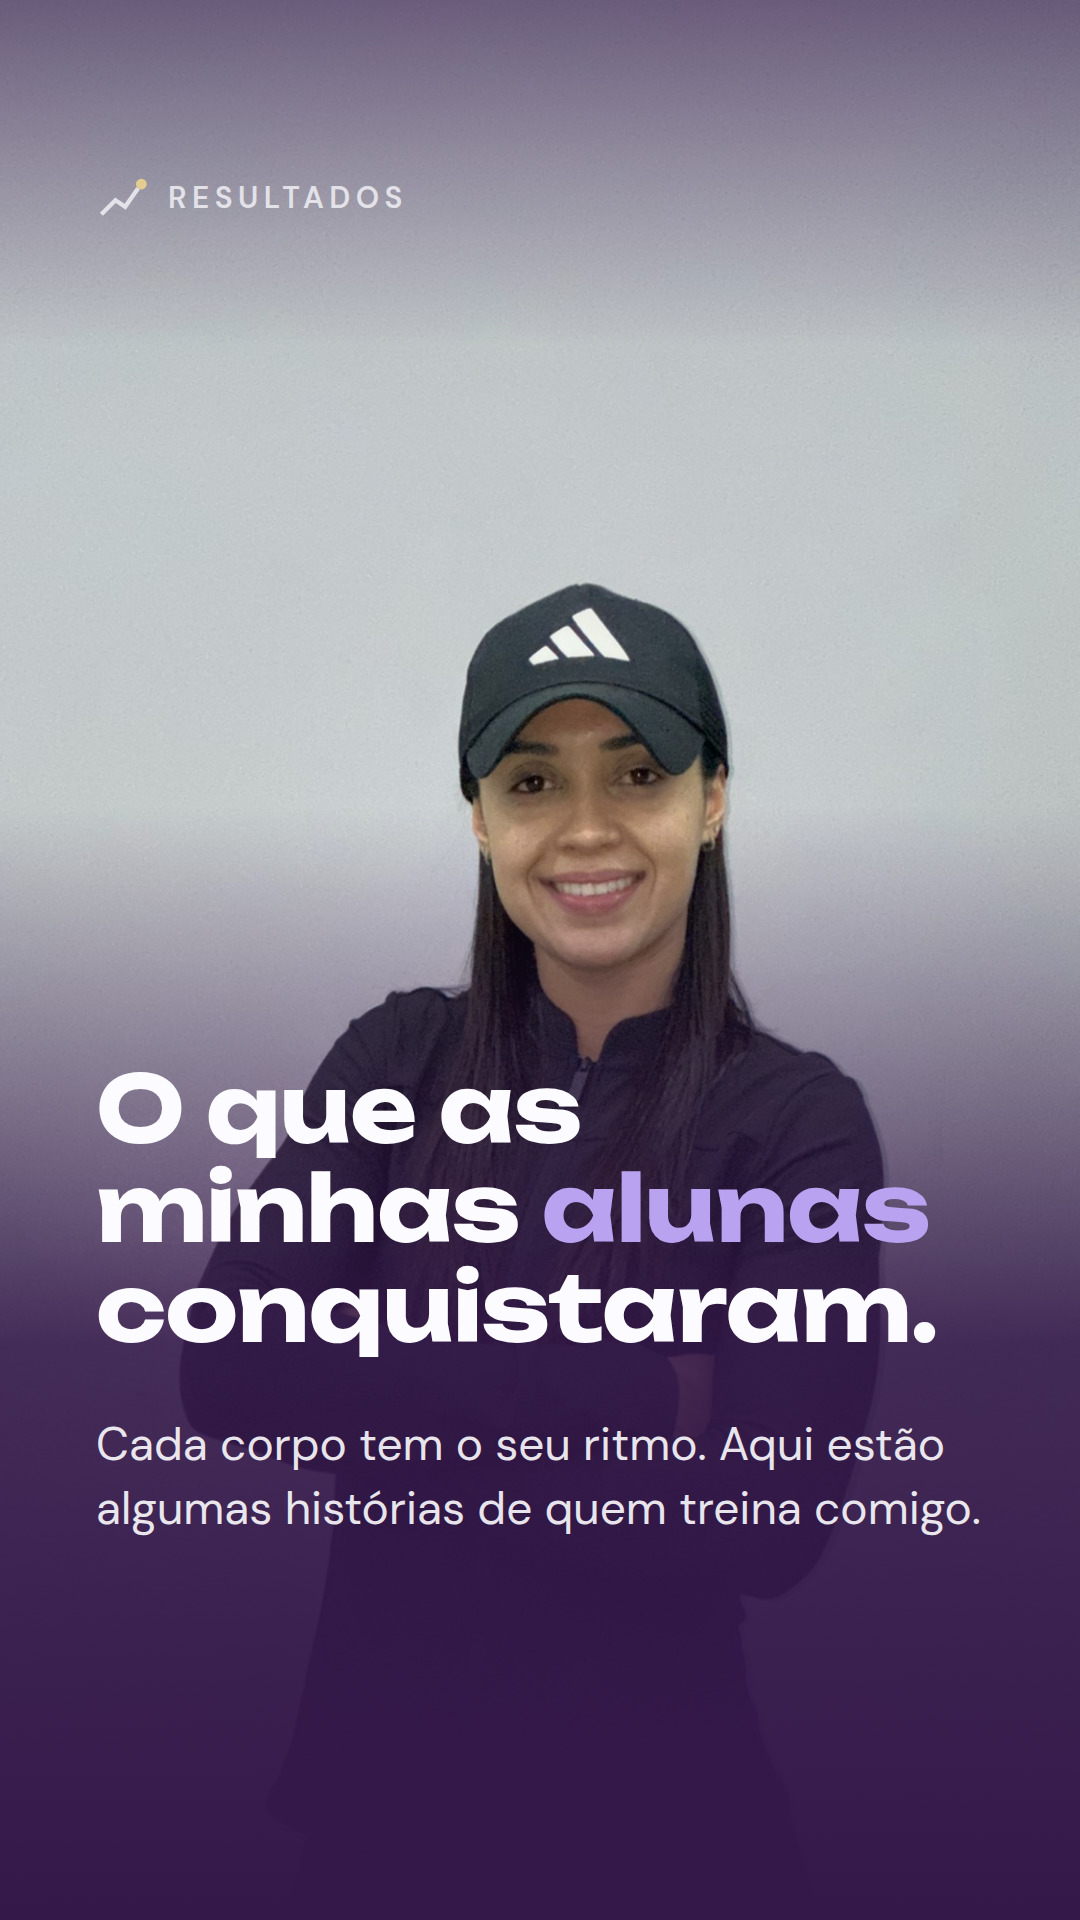 RESULTADOS
O que as
minhas alunas
conquistaram.
Cada corpo tem o seu ritmo. Aqui estão
algumas histórias de quem treina comigo.